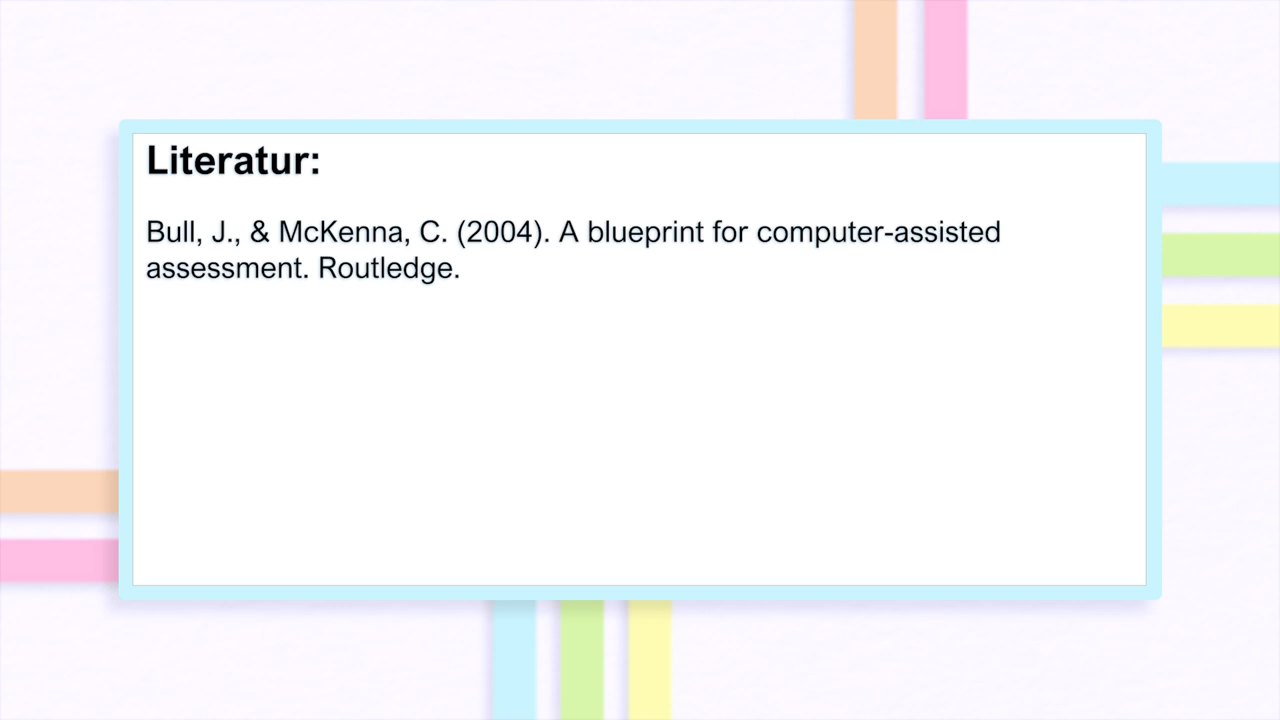 Literatur:
Bull, J., & McKenna, C. (2004). A blueprint for computer-assisted
assessment. Routledge.